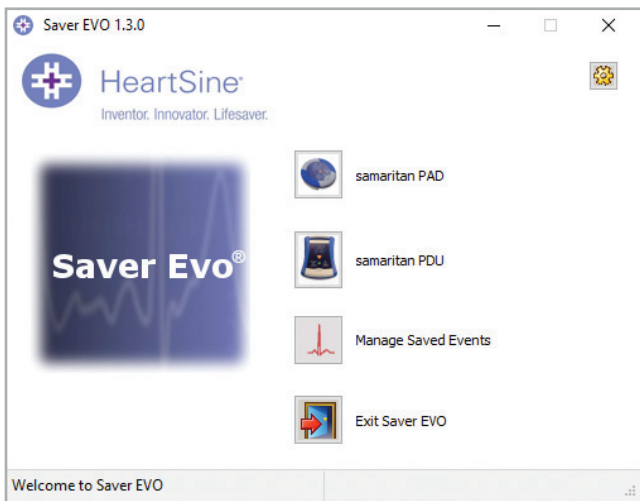 Saver EVO 1.3.0
HeartSine®
Inventor. Innovator. Lifesaver.
samaritan PAD
Saver Evo®
samaritan PDU
Manage Saved Events
Exit Saver EVO
Welcome to Saver EVO